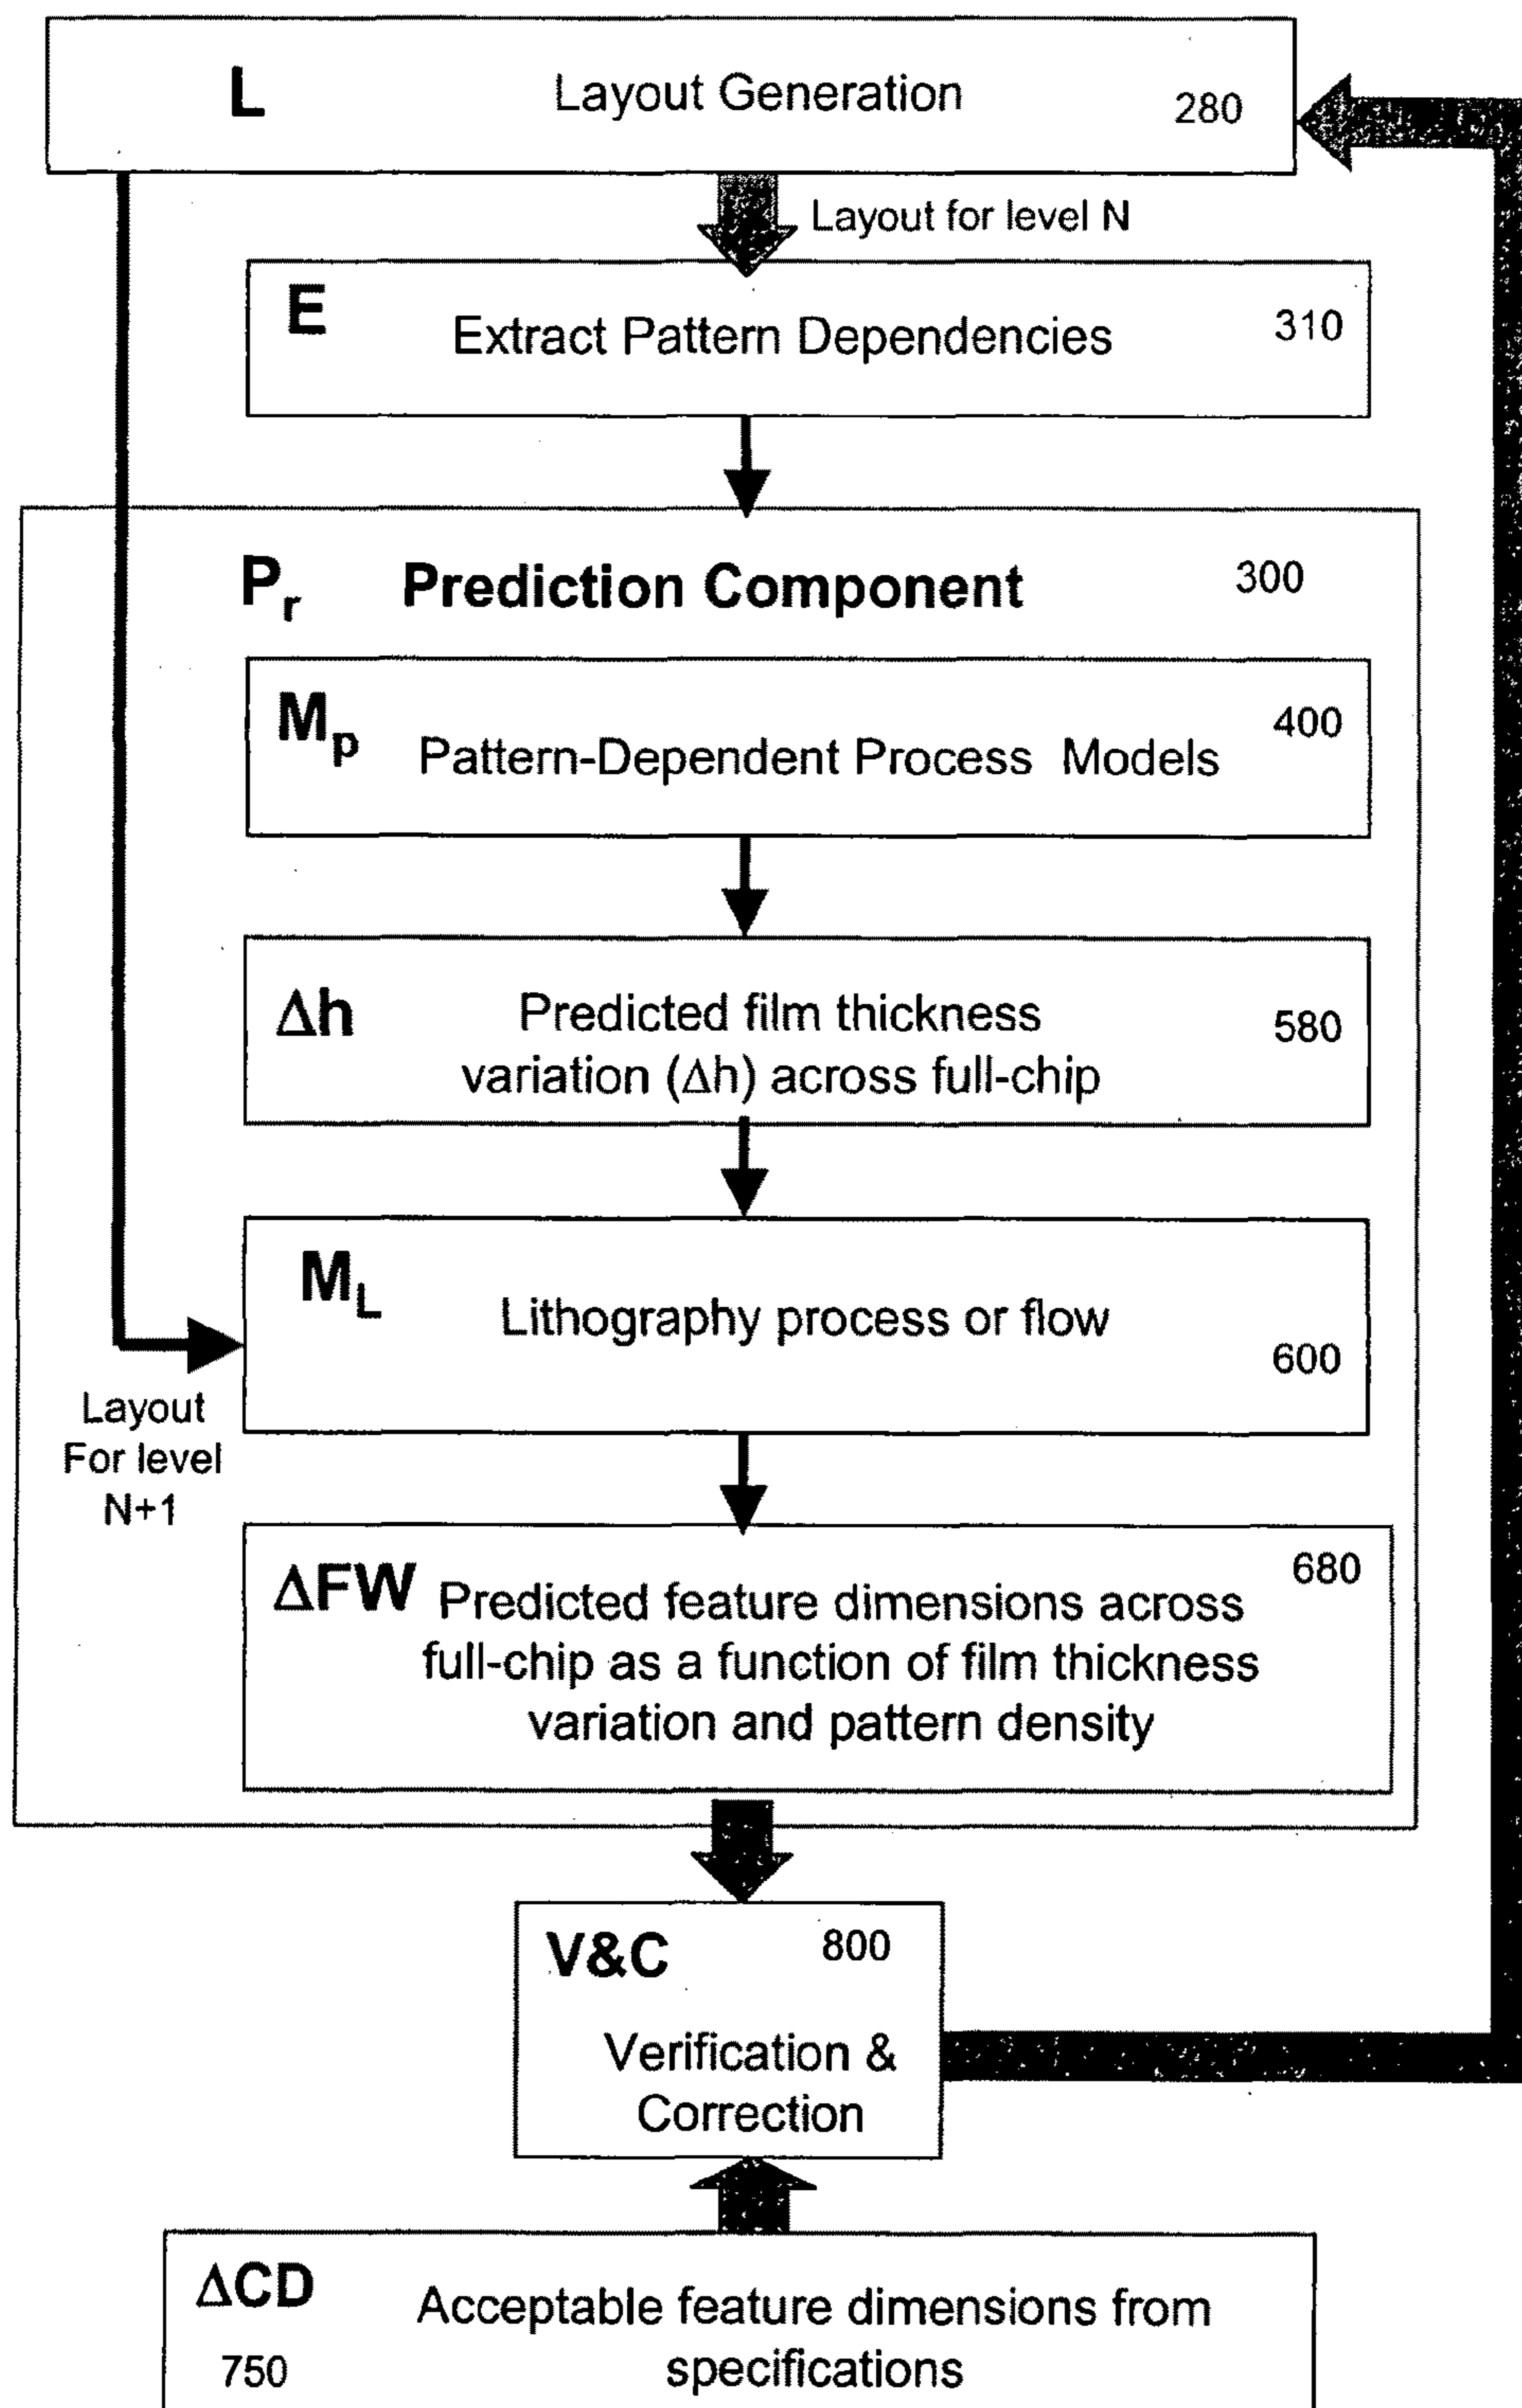 L Layout Generation 280
Layout for level N
E Extract Pattern Dependencies 310
Pr Prediction Component 300
Mp Pattern-Dependent Process Models 400
Δh Predicted film thickness 580
variation (Δh) across full-chip
ML Lithography process or flow 600
Layout
For level
N+1
ΔFW Predicted feature dimensions across 680
full-chip as a function of film thickness
variation and pattern density
V&C 800
Verification &
Correction
ΔCD Acceptable feature dimensions from
750 specifications